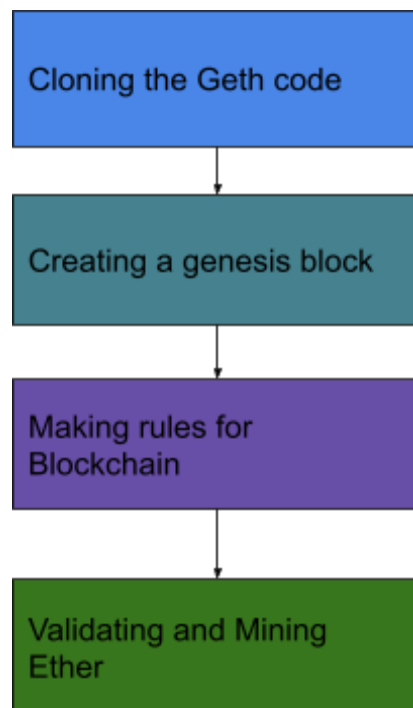 Cloning the Geth code
Creating a genesis block
Making rules for
Blockchain
Validating and Mining
Ether